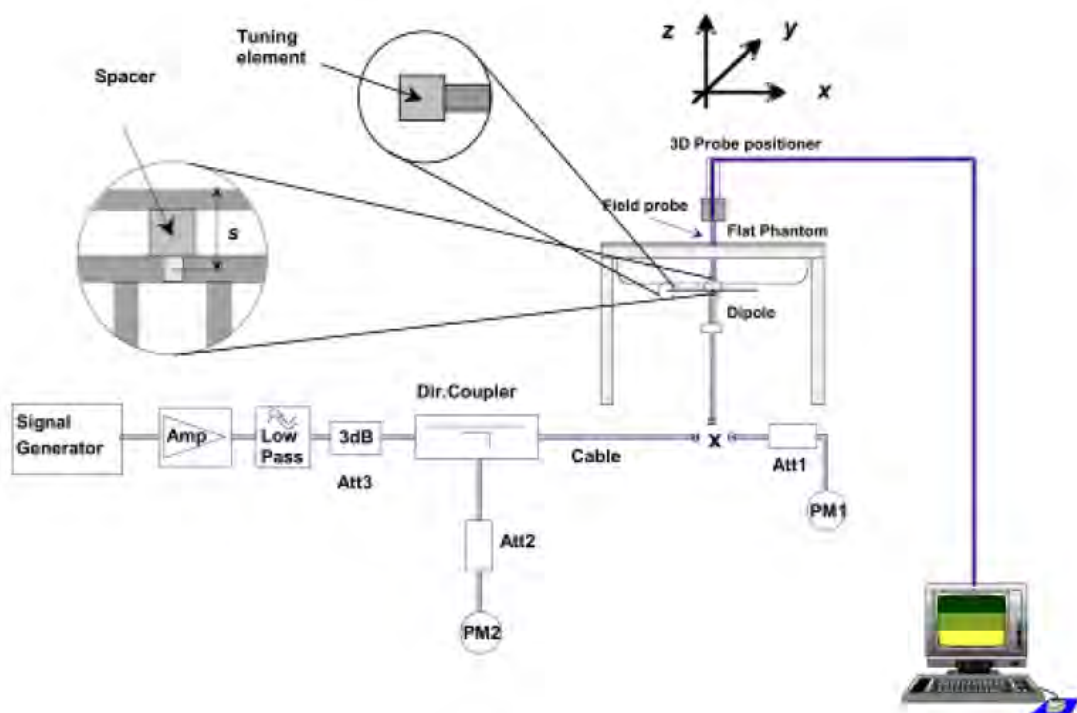 Tuning
element
Spacer
z
y
x
3D Probe positioner
Field probe
Flat Phantom
s
Dipole
Dir.Coupler
Signal
Generator
Amp
Low
Pass
3dB
Att3
Cable
x
Att1
PM1
Att2
PM2